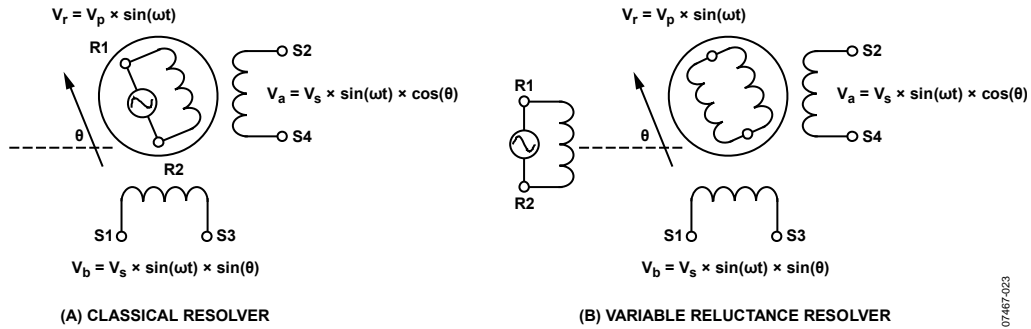 Vr = Vp × sin(ωt)
R1
S2
Va = Vs × sin(ωt) × cos(θ)
θ
S4
R2
S1
S3
Vb = Vs × sin(ωt) × sin(θ)
(A) CLASSICAL RESOLVER
Vr = Vp × sin(ωt)
S2
R1
Va = Vs × sin(ωt) × cos(θ)
θ
S4
R2
S1
S3
Vb = Vs × sin(ωt) × sin(θ)
(B) VARIABLE RELUCTANCE RESOLVER
07467-023